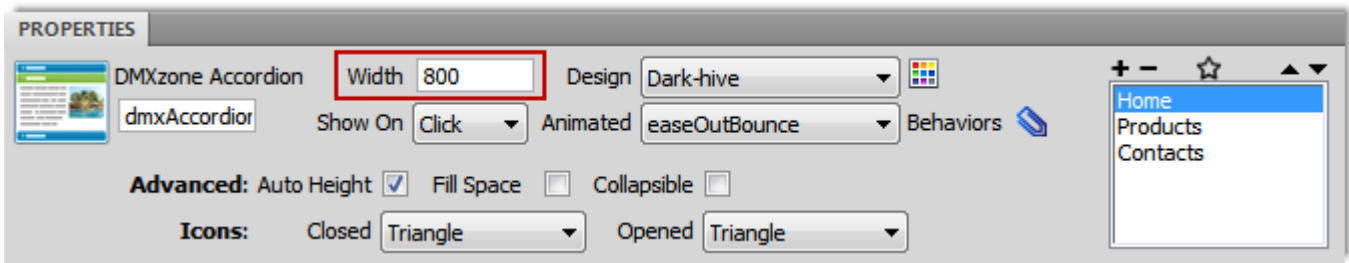 PROPERTIES
DMXzone Accordion Width 800 Design Dark-hive
dmxAccordior Show On Click Animated easeOutBounce Behaviors
Home
Products
Contacts
Advanced: Auto Height Fill Space Collapsible
Icons: Closed Triangle Opened Triangle